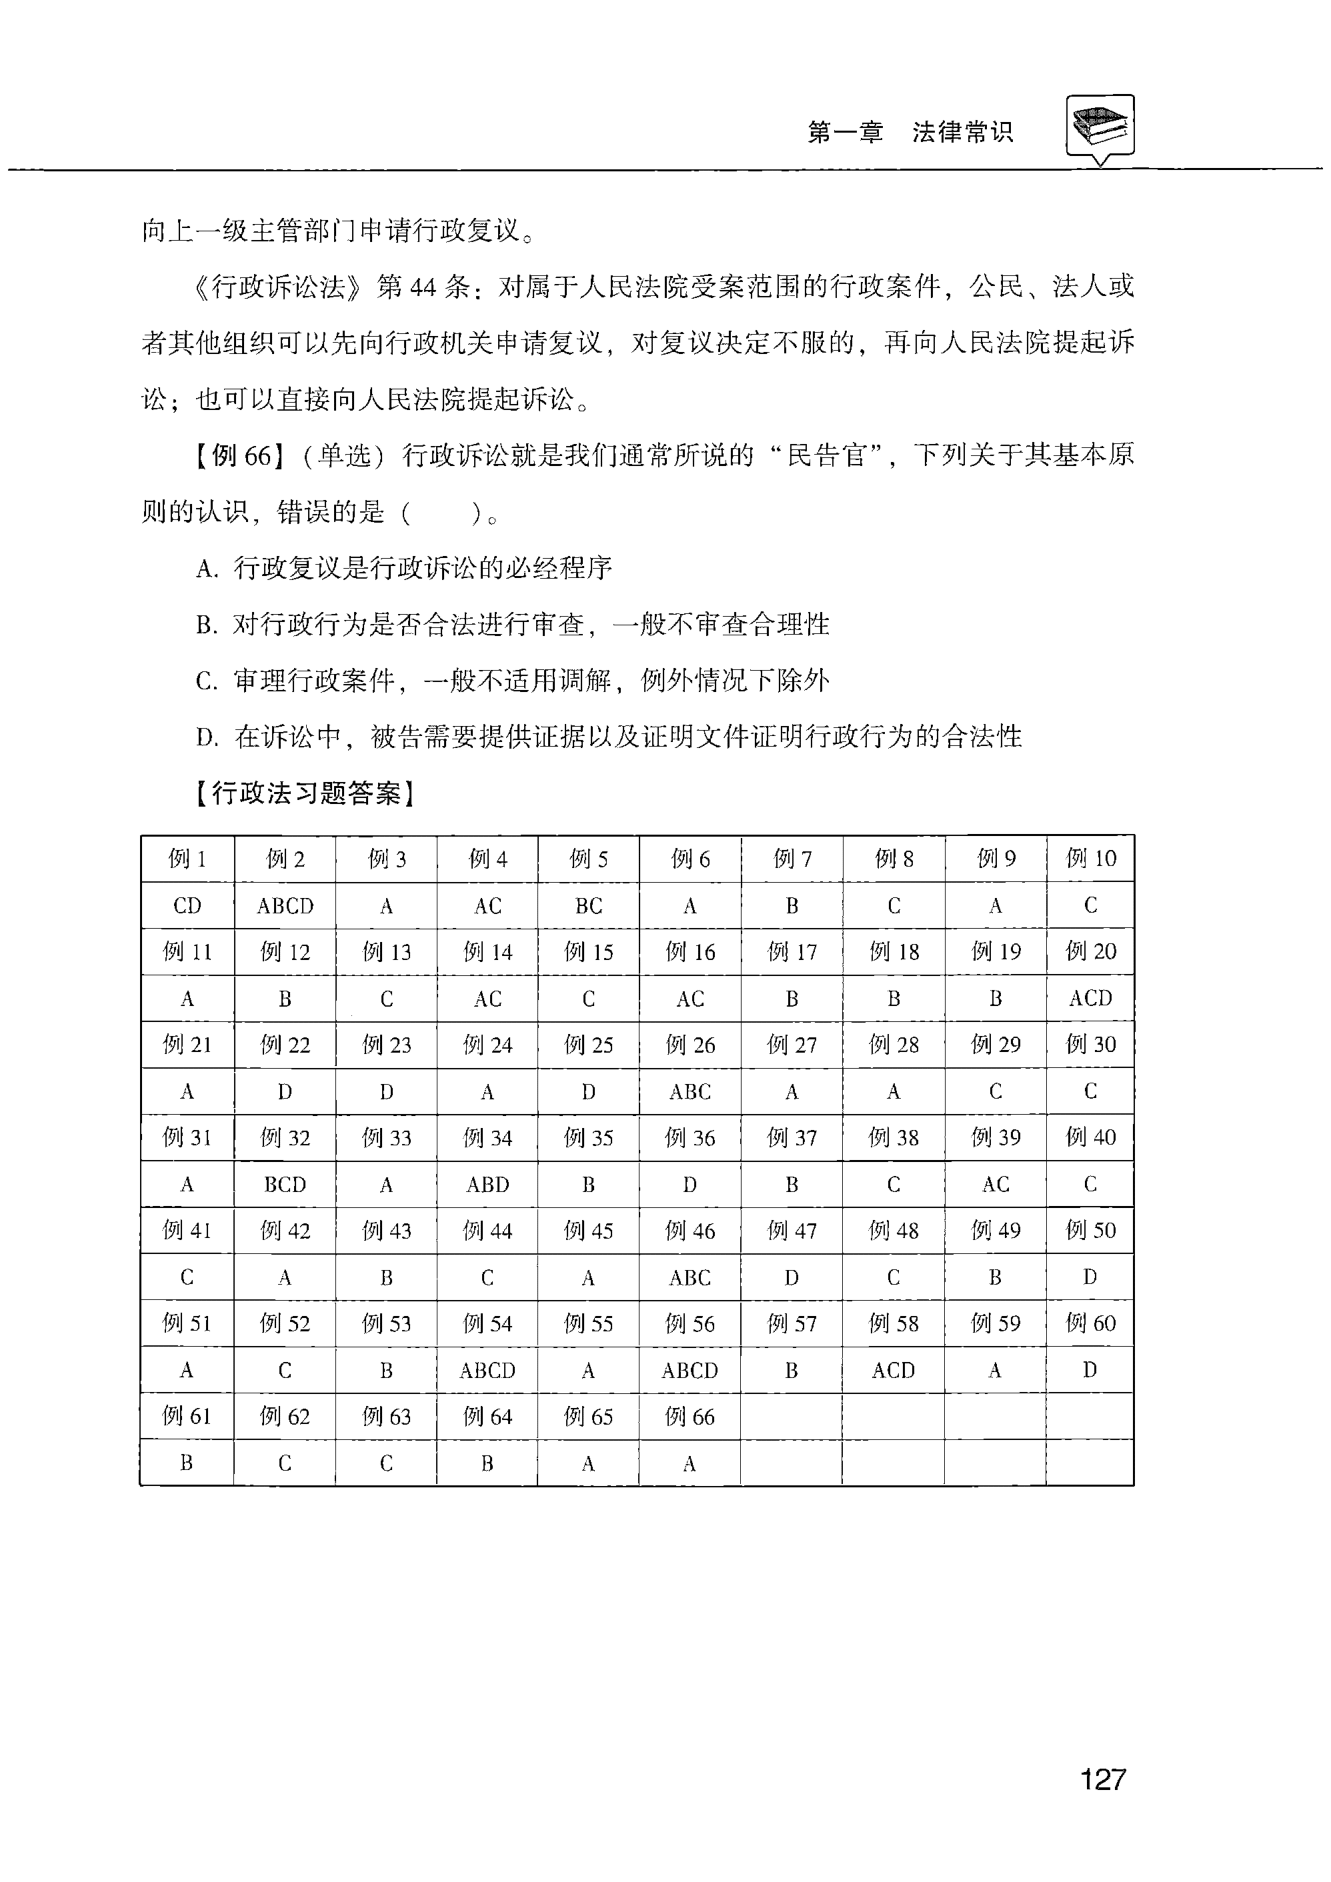 第一章 法律常识
向上一级主管部门申请行政复议。
《行政诉讼法》第 44 条：对属于人民法院受案范围的行政案件，公民、法人或
者其他组织可以先向行政机关申请复议，对复议决定不服的，再向人民法院提起诉
讼；也可以直接向人民法院提起诉讼。
【例 66】（单选）行政诉讼就是我们通常所说的“民告官”，下列关于其基本原
则的认识，错误的是（  ）。
A. 行政复议是行政诉讼的必经程序
B. 对行政行为是否合法进行审查，一般不审查合理性
C. 审理行政案件，一般不适用调解，例外情况下除外
D. 在诉讼中，被告需要提供证据以及证明文件证明行政行为的合法性
【行政法习题答案】
例 1 例 2 例 3 例 4 例 5 例 6 例 7 例 8 例 9 例 10
CD ABCD A AC BC A B C A C
例 11 例 12 例 13 例 14 例 15 例 16 例 17 例 18 例 19 例 20
A B C AC C AC B B B ACD
例 21 例 22 例 23 例 24 例 25 例 26 例 27 例 28 例 29 例 30
A D D A D ABC A A C C
例 31 例 32 例 33 例 34 例 35 例 36 例 37 例 38 例 39 例 40
A BCD A ABD B D B C AC C
例 41 例 42 例 43 例 44 例 45 例 46 例 47 例 48 例 49 例 50
C A B C A ABC D C B D
例 51 例 52 例 53 例 54 例 55 例 56 例 57 例 58 例 59 例 60
A C B ABCD A ABCD B ACD A D
例 61 例 62 例 63 例 64 例 65 例 66
B C C B A A
127